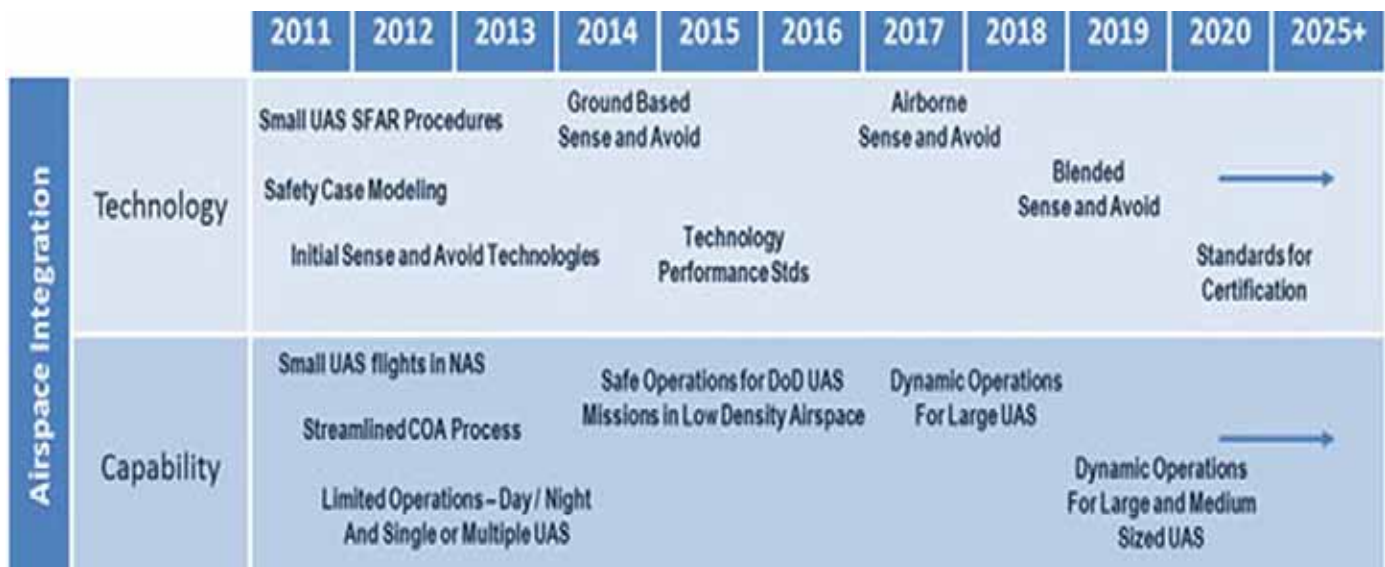 2011 2012 2013 2014 2015 2016 2017 2018 2019 2020 2025+
Airspace Integration
Technology
Small UAS SFAR Procedures
Safety Case Modeling
Initial Sense and Avoid Technologies
Ground Based
Sense and Avoid
Technology
Performance Stds
Airborne
Sense and Avoid
Blended
Sense and Avoid
Standards for
Certification
Capability
Small UAS flights in NAS
Streamlined COA Process
Limited Operations – Day / Night
And Single or Multiple UAS
Safe Operations for DoD UAS
Missions in Low Density Airspace
Dynamic Operations
For Large UAS
Dynamic Operations
For Large and Medium
Sized UAS